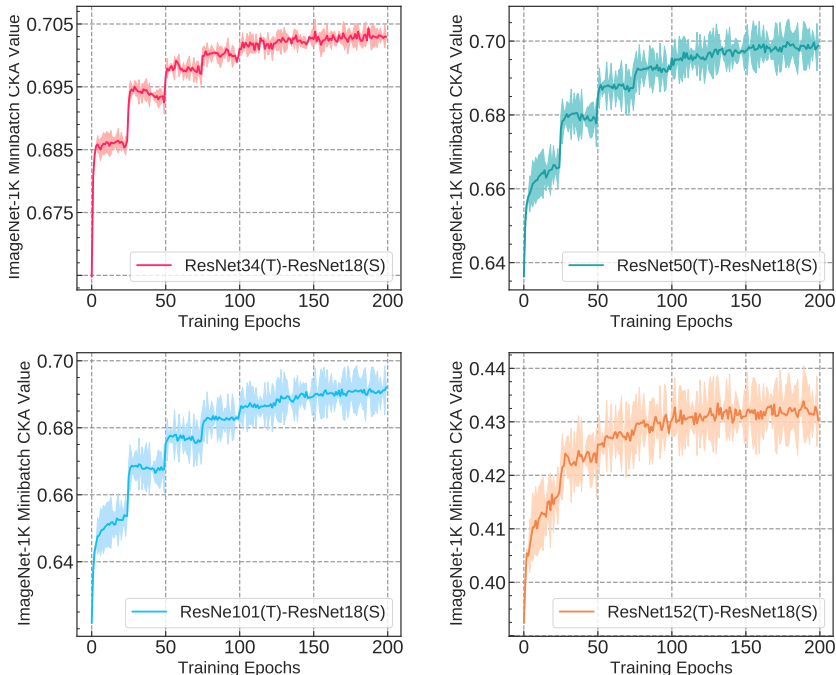 0.705
0.695
0.685
0.675
ImageNet-1K Minibatch CKA Value
ResNet34(T)-ResNet18(S)
0 50 100 150 200
Training Epochs
0.70
0.68
0.66
0.64
ImageNet-1K Minibatch CKA Value
ResNet50(T)-ResNet18(S)
0 50 100 150 200
Training Epochs
0.70
0.68
0.66
0.64
ImageNet-1K Minibatch CKA Value
ResNe101(T)-ResNet18(S)
0 50 100 150 200
Training Epochs
0.44
0.43
0.42
0.41
0.40
ImageNet-1K Minibatch CKA Value
ResNet152(T)-ResNet18(S)
0 50 100 150 200
Training Epochs